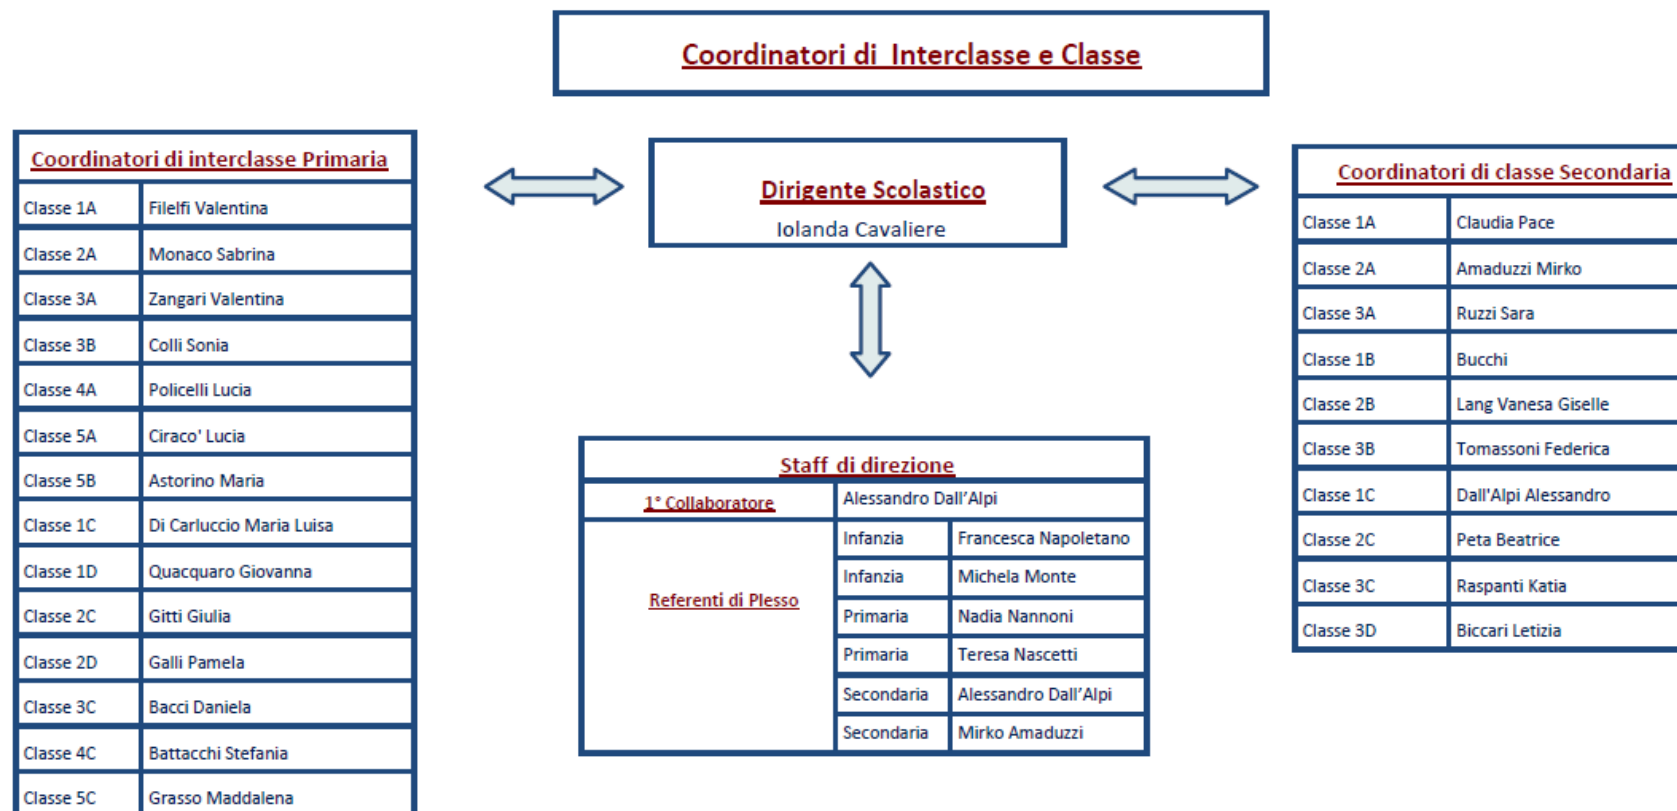 Coordinatori di Interclasse e Classe
Coordinatori di interclasse Primaria
Classe 1A Filelfi Valentina
Classe 2A Monaco Sabrina
Classe 3A Zangari Valentina
Classe 3B Colli Sonia
Classe 4A Policelli Lucia
Classe 5A Ciraco' Lucia
Classe 5B Astorino Maria
Classe 1C Di Carluccio Maria Luisa
Classe 1D Quacquaro Giovanna
Classe 2C Gitti Giulia
Classe 2D Galli Pamela
Classe 3C Bacci Daniela
Classe 4C Battacchi Stefania
Classe 5C Grasso Maddalena
Dirigente Scolastico
Iolanda Cavaliere
Staff di direzione
1° Collaboratore Alessandro Dall'Alpi
Referenti di Plesso
Infanzia Francesca Napoletano
Infanzia Michela Monte
Primaria Nadia Nannoni
Primaria Teresa Nascetti
Secondaria Alessandro Dall'Alpi
Secondaria Mirko Amaduzzi
Coordinatori di classe Secondaria
Classe 1A Claudia Pace
Classe 2A Amaduzzi Mirko
Classe 3A Ruzzi Sara
Classe 1B Bucchi
Classe 2B Lang Vanesa Giselle
Classe 3B Tomassoni Federica
Classe 1C Dall'Alpi Alessandro
Classe 2C Peta Beatrice
Classe 3C Raspanti Katia
Classe 3D Biccari Letizia